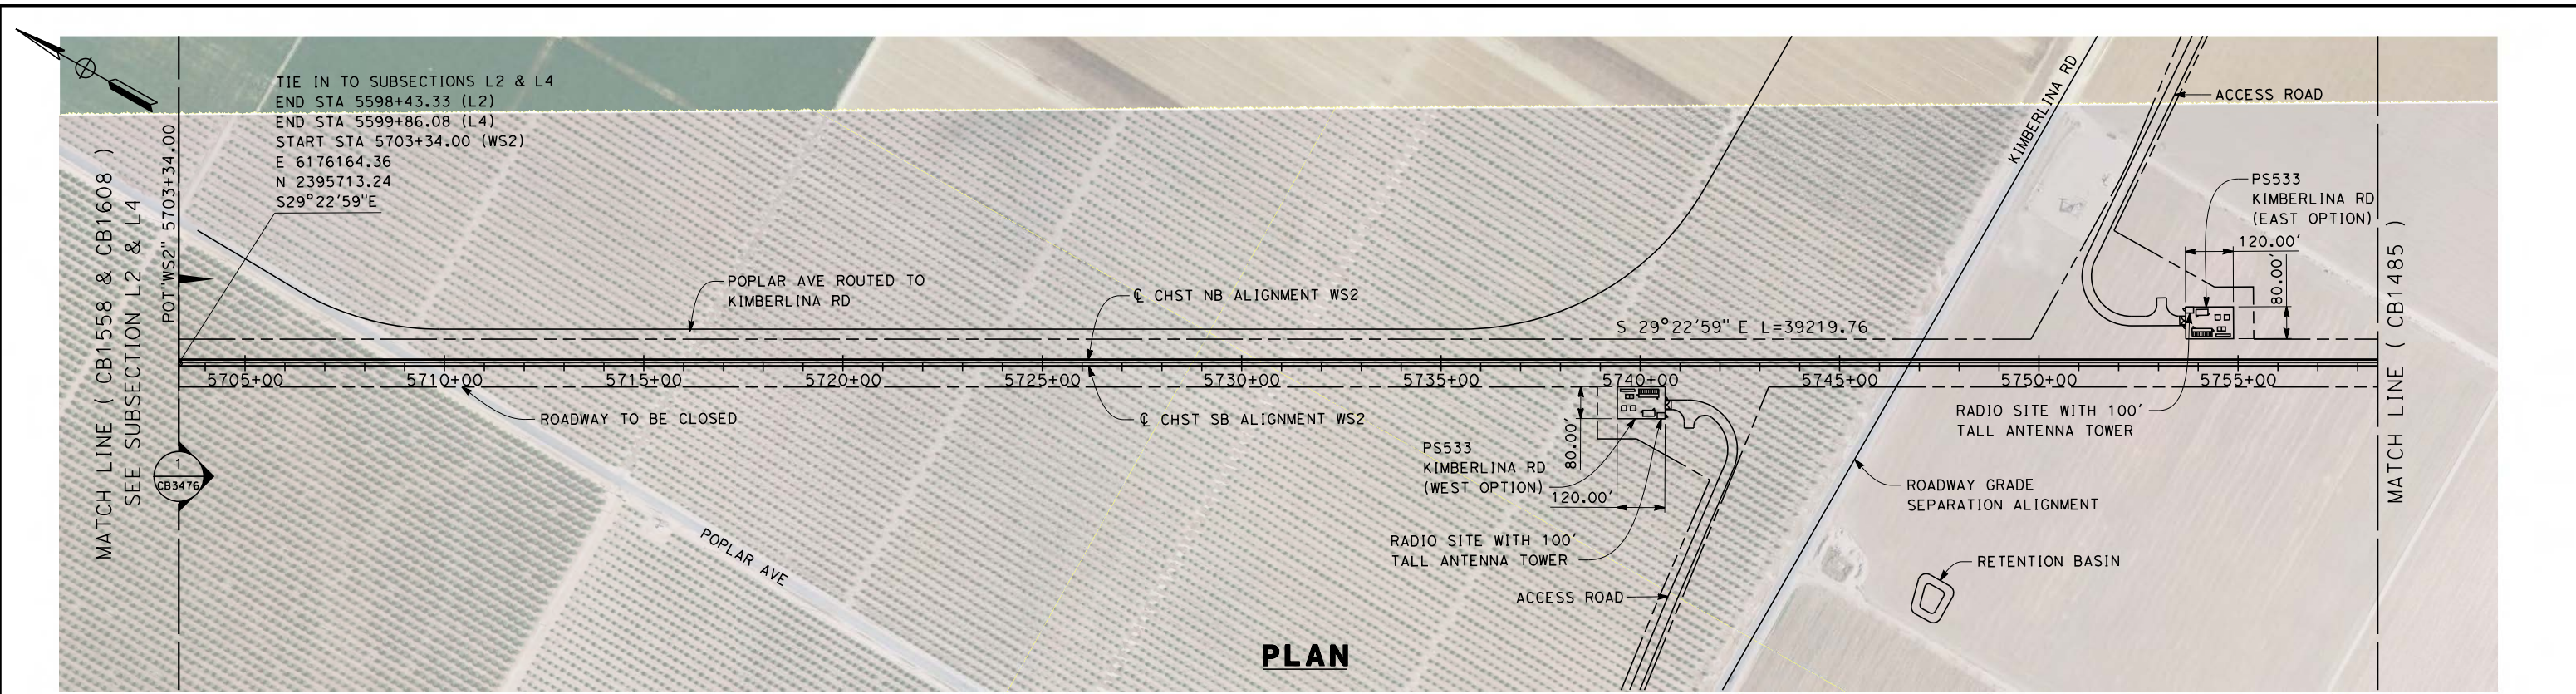 TIE IN TO SUBSECTIONS L2 & L4
END STA 5598+43.33 (L2)
END STA 5599+86.08 (L4)
START STA 5703+34.00 (WS2)
E 6176164.36
N 2395713.24
S29°22'59"E
MATCH LINE ( CB1558 & CB1608 )
SEE SUBSECTION L2 & L4
POT"WS2" 5703+34.00
1
CB3476
POPLAR AVE ROUTED TO
KIMBERLINA RD
℄ CHST NB ALIGNMENT WS2
S 29°22'59" E L=39219.76
KIMBERLINA RD
ACCESS ROAD
PS533
KIMBERLINA RD
(EAST OPTION)
120.00'
80.00'
MATCH LINE ( CB1485 )
5705+00
5710+00
5715+00
5720+00
5725+00
5730+00
5735+00
5740+00
5745+00
5750+00
5755+00
ROADWAY TO BE CLOSED
℄ CHST SB ALIGNMENT WS2
POPLAR AVE
PS533
KIMBERLINA RD
(WEST OPTION)
80.00'
120.00'
RADIO SITE WITH 100'
TALL ANTENNA TOWER
ACCESS ROAD
RADIO SITE WITH 100'
TALL ANTENNA TOWER
ROADWAY GRADE
SEPARATION ALIGNMENT
RETENTION BASIN
PLAN